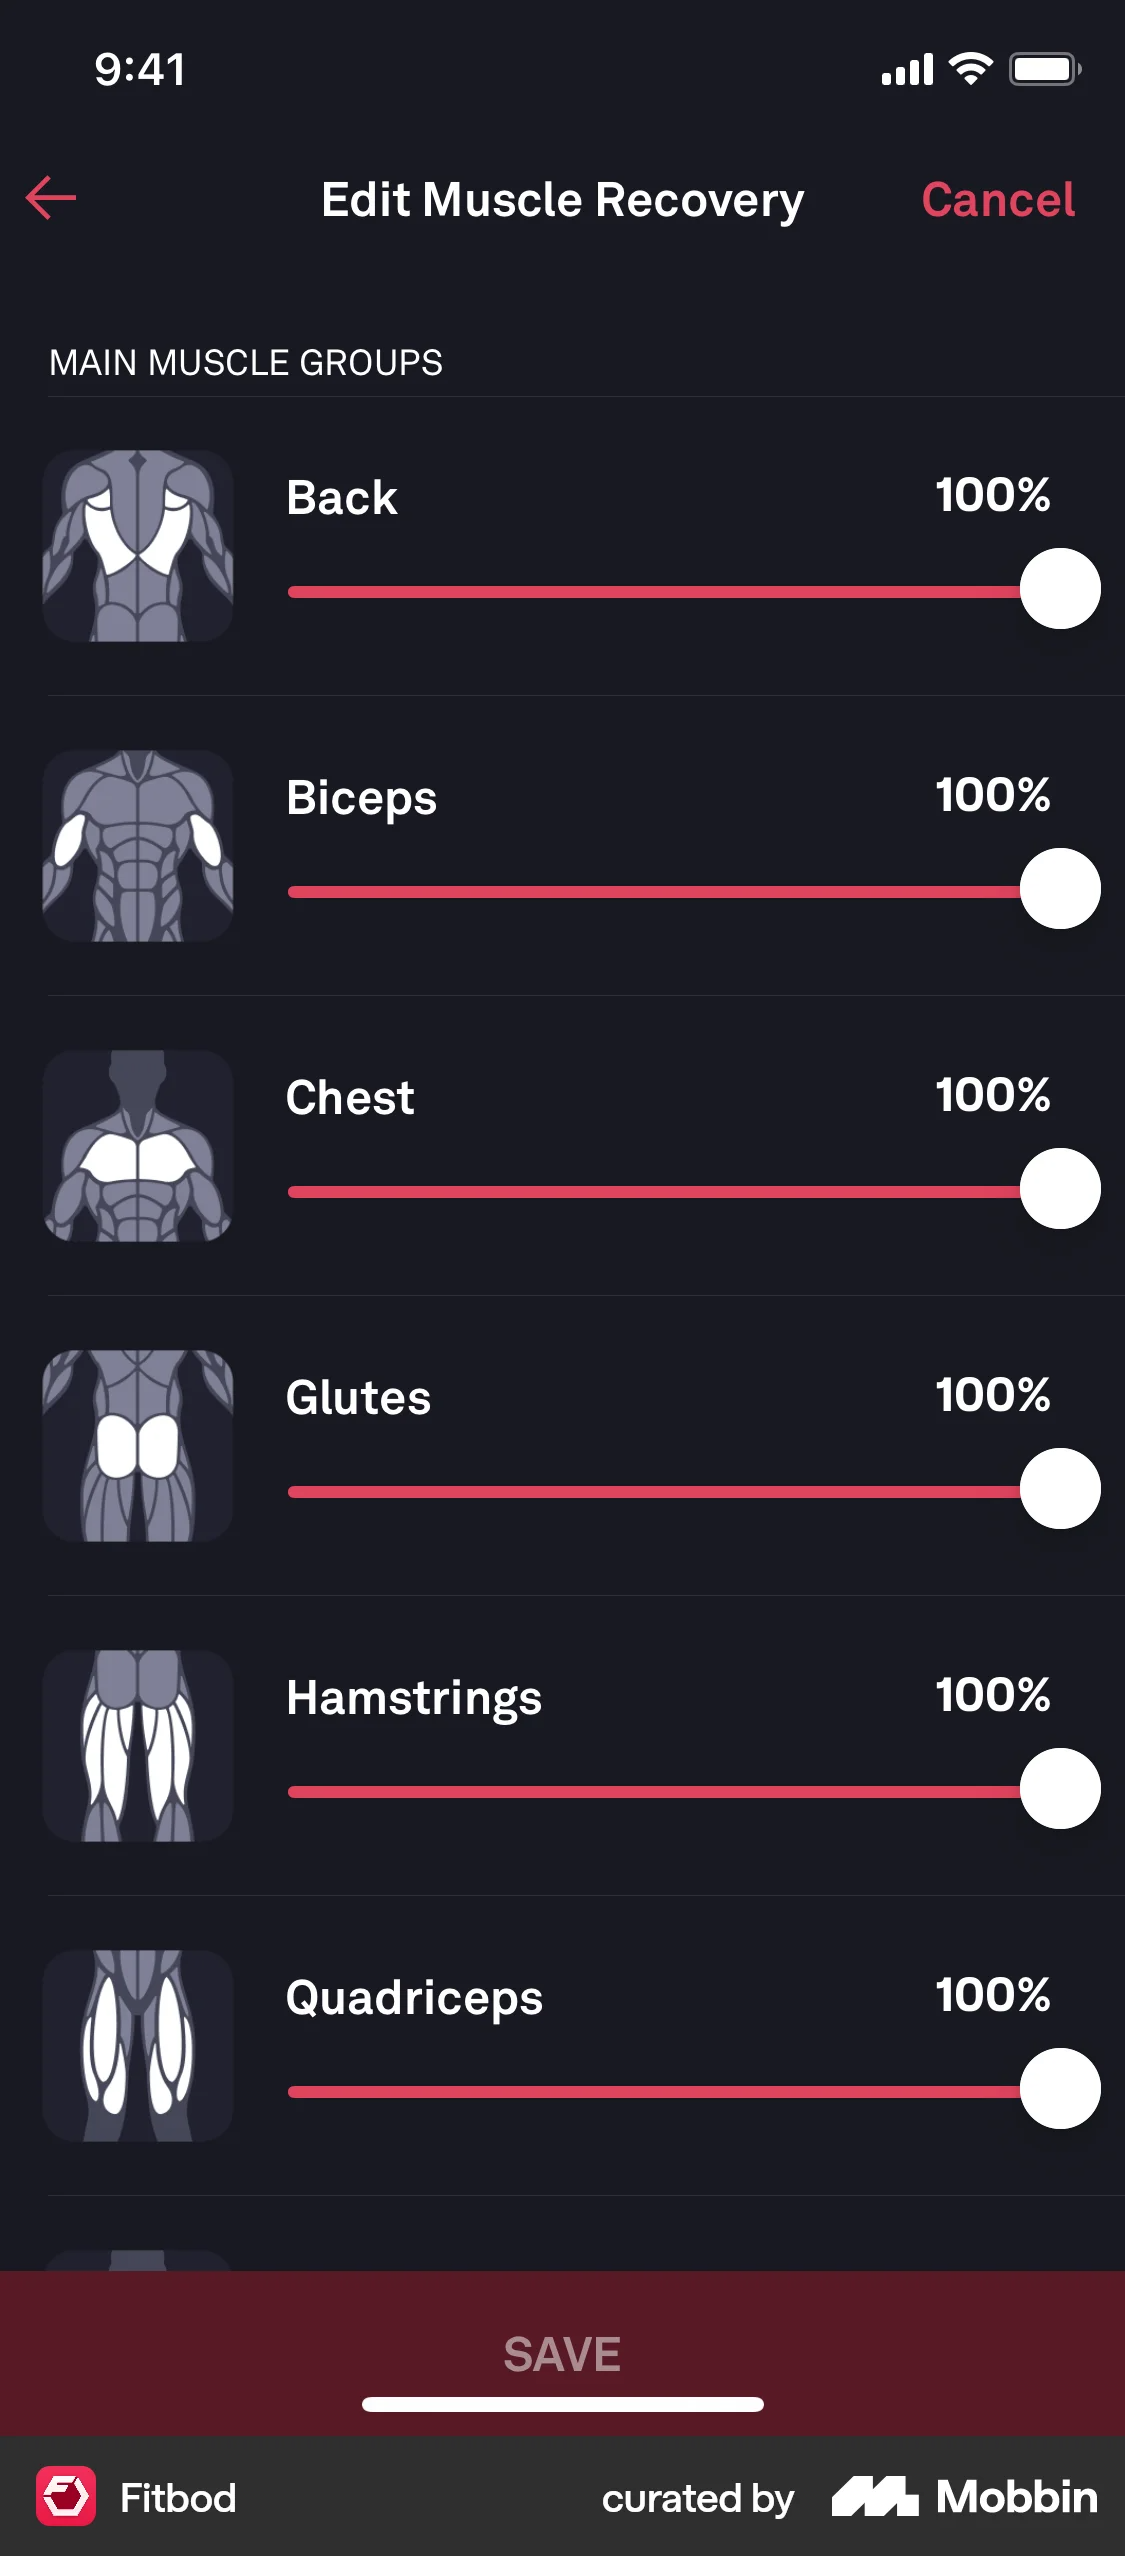 9:41
Edit Muscle Recovery Cancel
MAIN MUSCLE GROUPS
Back 100%
Biceps 100%
Chest 100%
Glutes 100%
Hamstrings 100%
Quadriceps 100%
SAVE
Fitbod curated by Mobbin